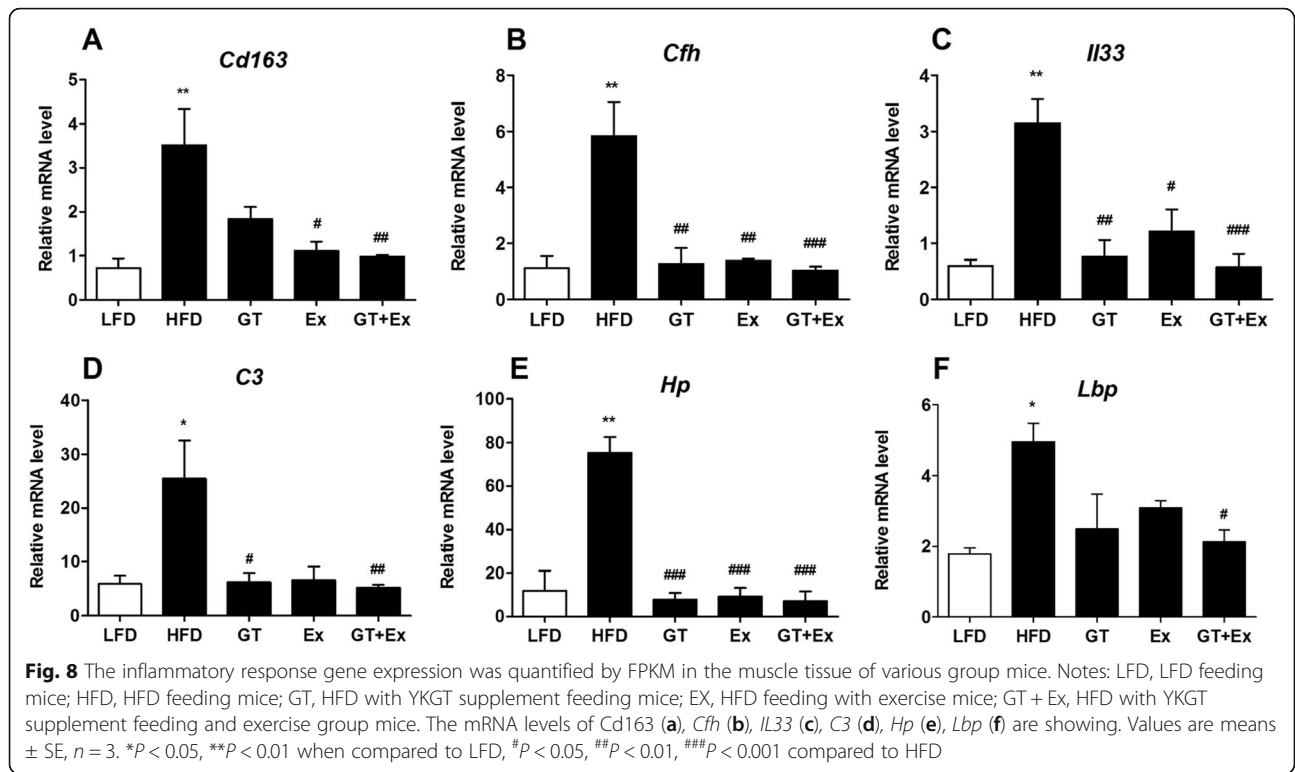 A
Cd163
Relative mRNA level
5
4
3
2
1
0
**
#
##
LFD HFD GT Ex GT+Ex
B
Cfh
Relative mRNA level
8
6
4
2
0
**
##
##
###
LFD HFD GT Ex GT+Ex
C
Il33
Relative mRNA level
4
3
2
1
0
**
##
#
###
LFD HFD GT Ex GT+Ex
D
C3
Relative mRNA level
40
30
20
10
0
*
#
##
LFD HFD GT Ex GT+Ex
E
Hp
Relative mRNA level
100
80
60
40
20
0
**
###
###
###
LFD HFD GT Ex GT+Ex
F
Lbp
Relative mRNA level
8
6
4
2
0
*
#
LFD HFD GT Ex GT+Ex
Fig. 8 The inflammatory response gene expression was quantified by FPKM in the muscle tissue of various group mice. Notes: LFD, LFD feeding
mice; HFD, HFD feeding mice; GT, HFD with YKGT supplement feeding mice; EX, HFD feeding with exercise mice; GT + Ex, HFD with YKGT
supplement feeding and exercise group mice. The mRNA levels of Cd163 (a), Cfh (b), IL33 (c), C3 (d), Hp (e), Lbp (f) are showing. Values are means
± SE, n = 3. *P < 0.05, **P < 0.01 when compared to LFD, #P < 0.05, ##P < 0.01, ###P < 0.001 compared to HFD